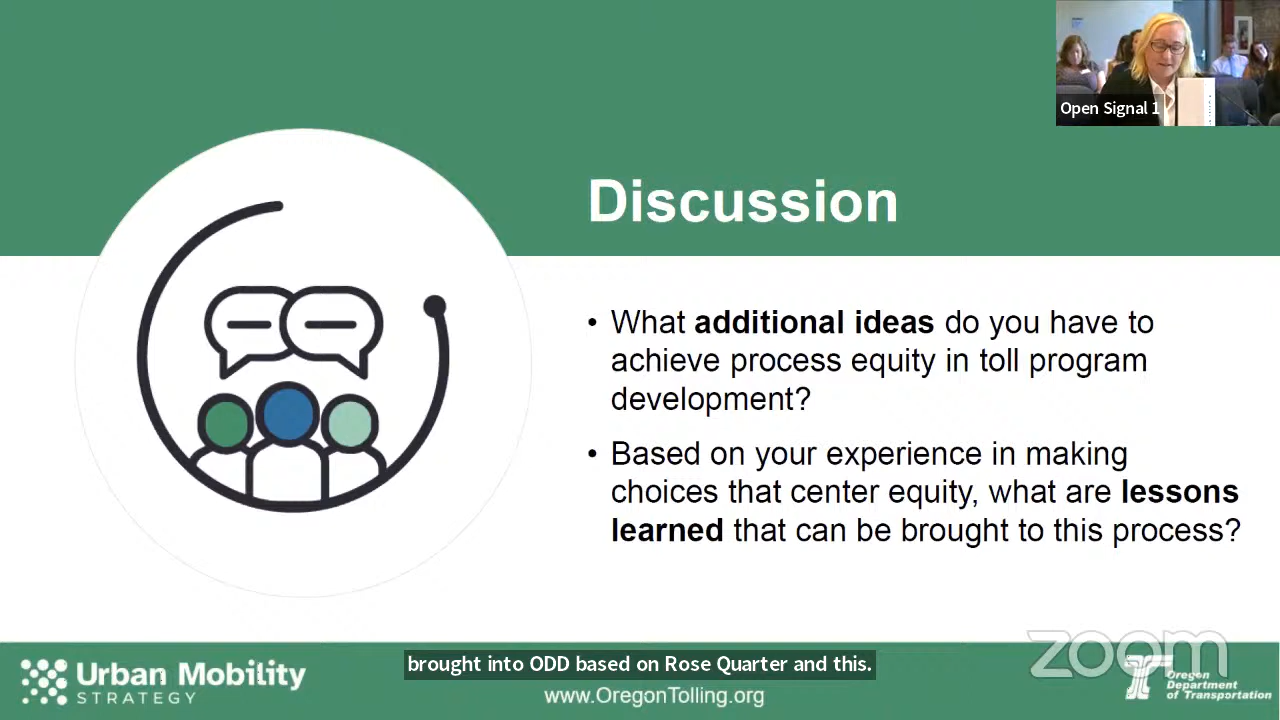 Open Signal 1
Discussion
• What additional ideas do you have to
achieve process equity in toll program
development?
• Based on your experience in making
choices that center equity, what are lessons
learned that can be brought to this process?
zoom
brought into ODD based on Rose Quarter and this.
Urban Mobility
STRATEGY
www.OregonTolling.org
Oregon
Department
of Transportation